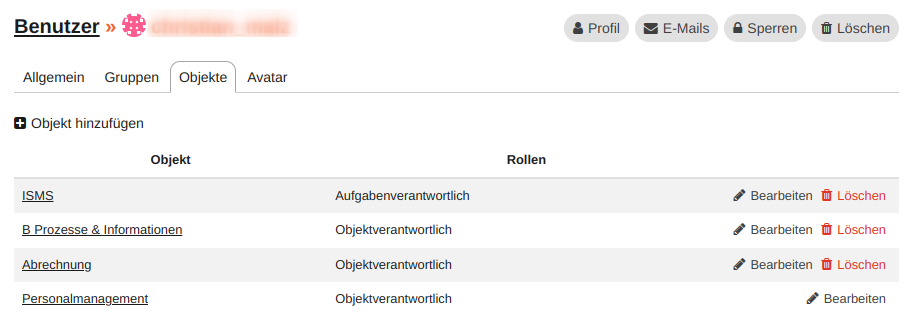 Benutzer »
Profil E-Mails Sperren Löschen
Allgemein Gruppen Objekte Avatar
Objekt hinzufügen
Objekt Rollen
ISMS Aufgabenverantwortlich Bearbeiten Löschen
B Prozesse & Informationen Objektverantwortlich Bearbeiten Löschen
Abrechnung Objektverantwortlich Bearbeiten Löschen
Personalmanagement Objektverantwortlich Bearbeiten